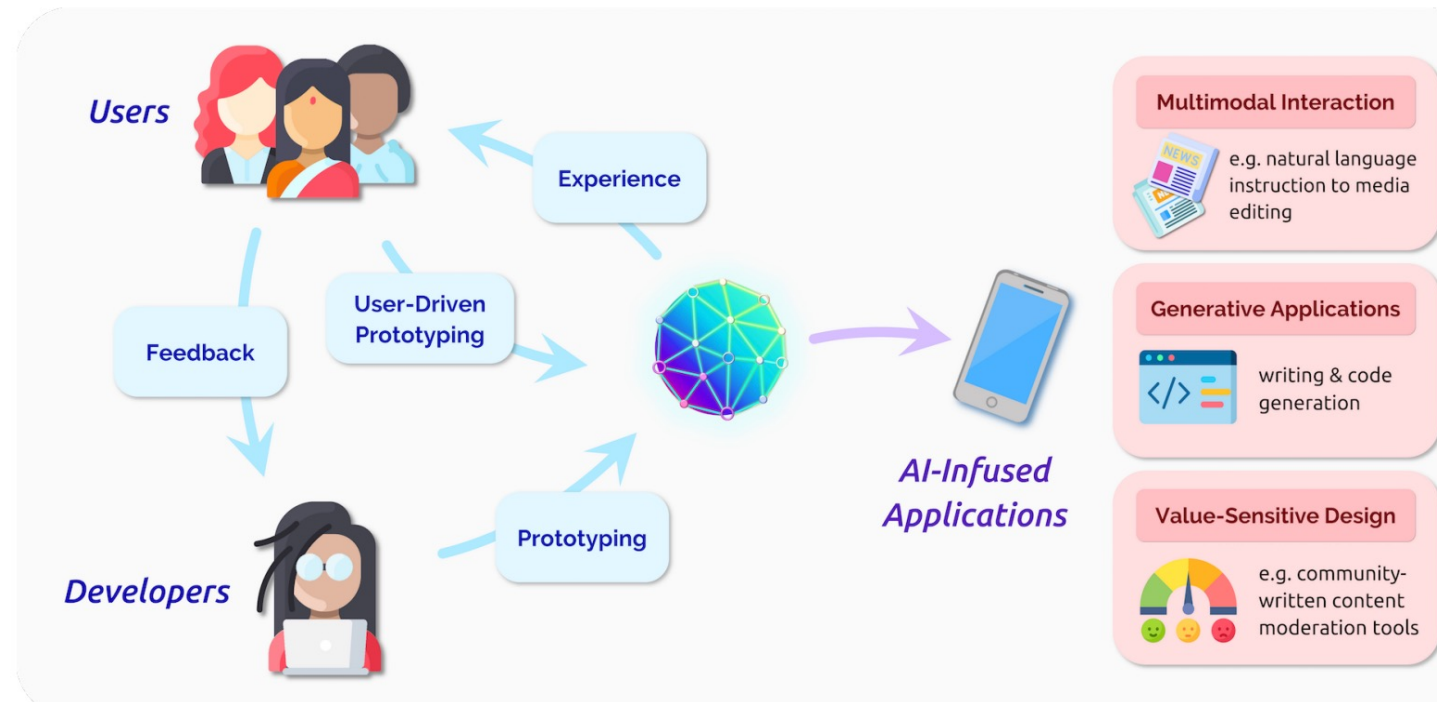 Users
Experience
User-Driven
Prototyping
Feedback
Prototyping
Developers
AI-Infused
Applications
Multimodal Interaction
NEWS
e.g. natural language
instruction to media
editing
Generative Applications
</>
writing & code
generation
Value-Sensitive Design
e.g. community-
written content
moderation tools